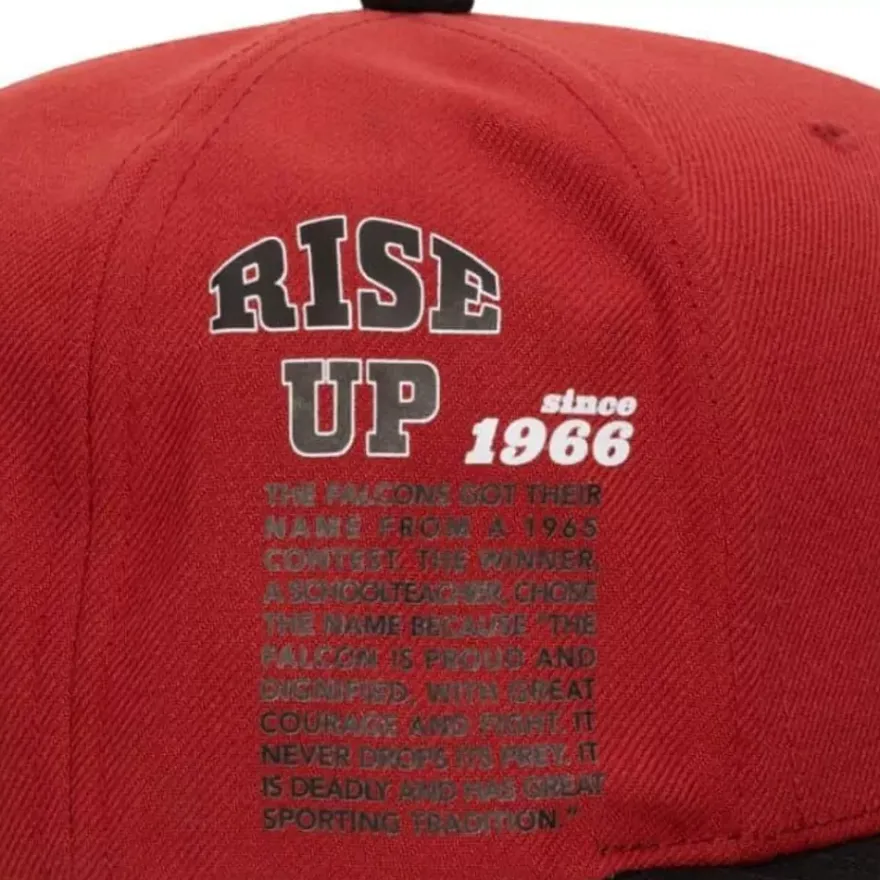 RISE
UP
since
1966
THE FALCONS GOT THEIR
NAME FROM A 1965
CONTEST. THE WINNER,
A SCHOOLTEACHER, CHOSE
THE NAME BECAUSE "THE
FALCON IS PROUD AND
DIGNIFIED, WITH GREAT
COURAGE AND FIGHT. IT
NEVER DROPS ITS PREY. IT
IS DEADLY AND HAS GREAT
SPORTING TRADITION."